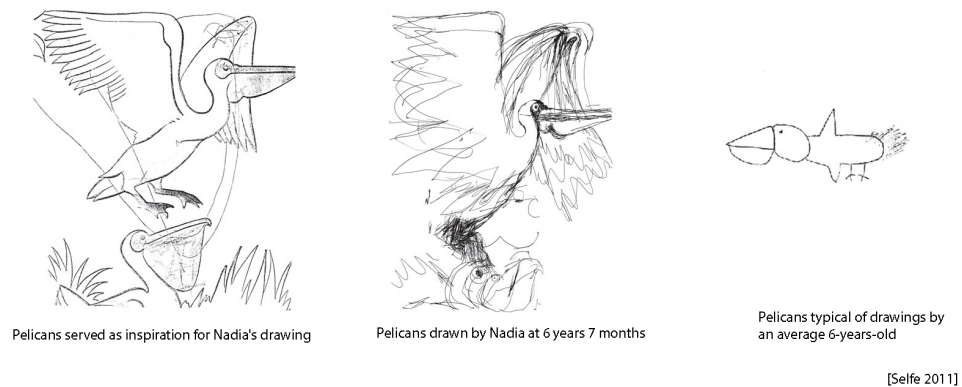 Pelicans served as inspiration for Nadia's drawing
Pelicans drawn by Nadia at 6 years 7 months
Pelicans typical of drawings by
an average 6-years-old
[Selfe 2011]